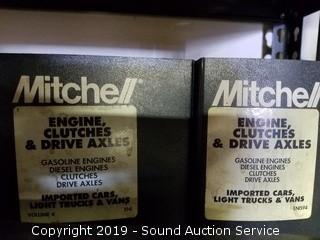 Mitchell®
ENGINE,
CLUTCHES
& DRIVE AXLES
GASOLINE ENGINES
DIESEL ENGINES
CLUTCHES
DRIVE AXLES
IMPORTED CARS,
LIGHT TRUCKS & VANS
VOLUME
Mitchell
ENGINE,
CLUTCHES
& DRIVE AXLES
GASOLINE ENGINES
DIESEL ENGINES
CLUTCHES
DRIVE AXLES
IMPORTED CARS,
LIGHT TRUCKS & VANS
Copyright 2019 - Sound Auction Service